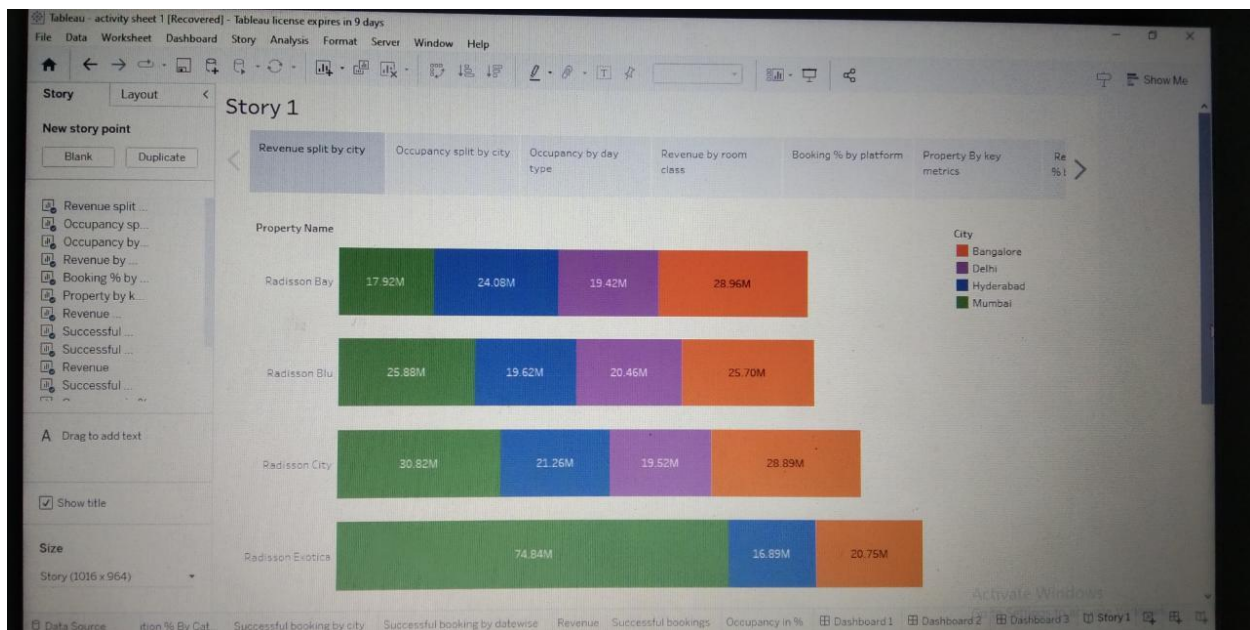 Tableau - activity sheet 1 [Recovered] - Tableau license expires in 9 days
File Data Worksheet Dashboard Story Analysis Format Server Window Help
Show Me
Story Layout
New story point
Blank Duplicate
Revenue split ...
Occupancy sp...
Occupancy by...
Revenue by ...
Booking % by ...
Property by k...
Revenue ...
Successful ...
Successful ...
Revenue
Successful ...
A Drag to add text
Show title
Size
Story (1016 x 964)
Story 1
Revenue split by city
Occupancy split by city
Occupancy by day
type
Revenue by room
class
Booking % by platform
Property By key
metrics
Re
Property Name
Radisson Bay 17.92M 24.08M 19.42M 28.96M
Radisson Blu 25.88M 19.62M 20.46M 25.70M
Radisson City 30.82M 21.26M 19.52M 28.89M
Radisson Exotica 74.84M 16.89M 20.75M
City
Bangalore
Delhi
Hyderabad
Mumbai
Activate Windows
Data Source ition % By Cat... Successful booking by city Successful booking by datewise Revenue Successful bookings Occupancy in % Dashboard 1 Dashboard 2 Dashboard 3 Story 1